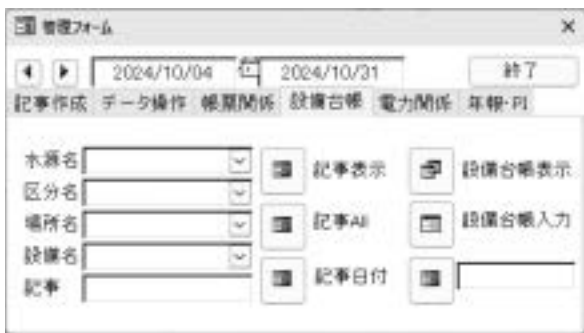 管理フォーム
2024/10/04 2024/10/31 終了
記事作成 データ操作 帳票関係 設備台帳 電力関係 年報・PI
水源名 記事表示 設備台帳表示
区分名
場所名 記事All 設備台帳入力
設備名
記事 記事日付